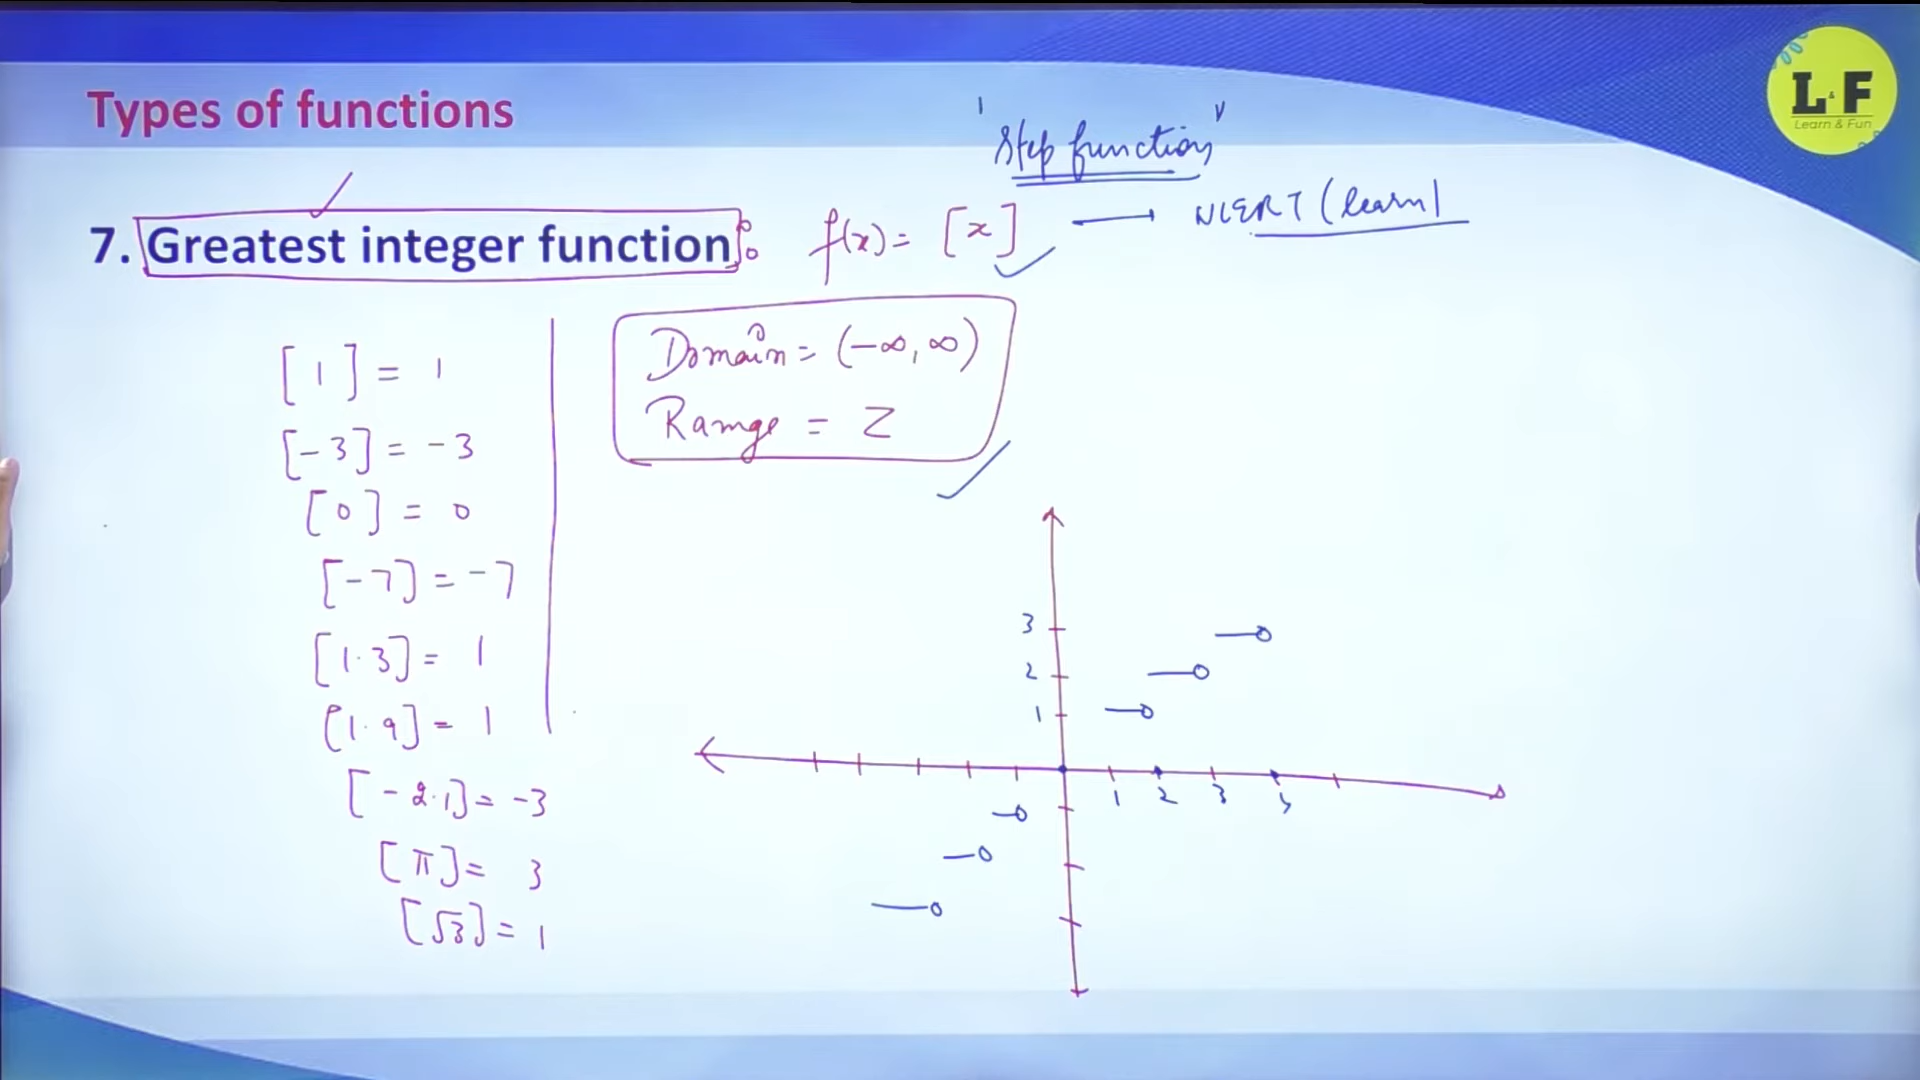 Types of functions
L&F
Learn & Fun
"Step function"
7. Greatest integer function: f(x) = [x] → NCERT (learn)
Domain = (-∞, ∞)
Range = Z
[1] = 1
[-3] = -3
[0] = 0
[-7] = -7
[1.3] = 1
[1.9] = 1
[-2.1] = -3
[π] = 3
[√3] = 1
3
2
1
1 2 3